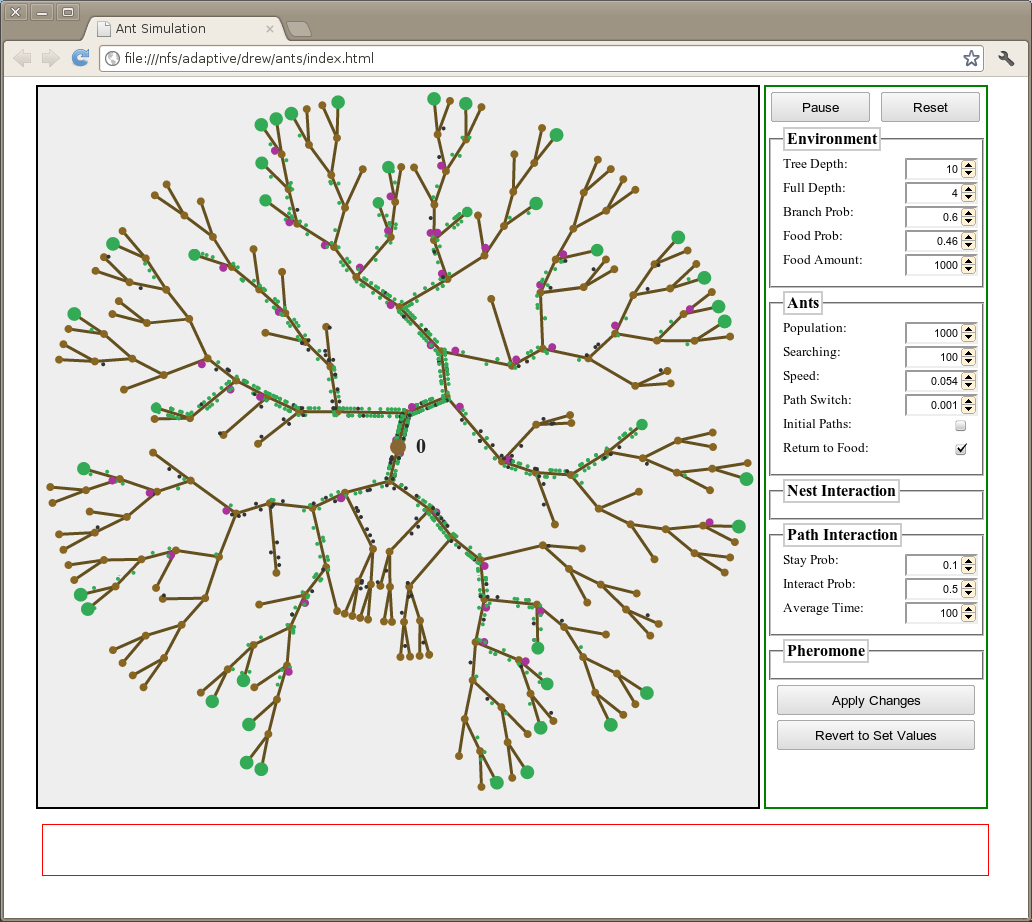 Ant Simulation
file:///nfs/adaptive/drew/ants/index.html
Pause Reset
Environment
Tree Depth: 10
Full Depth: 4
Branch Prob: 0.6
Food Prob: 0.46
Food Amount: 1000
Ants
Population: 1000
Searching: 100
Speed: 0.054
Path Switch: 0.001
Initial Paths:
Return to Food:
0
Nest Interaction
Path Interaction
Stay Prob: 0.1
Interact Prob: 0.5
Average Time: 100
Pheromone
Apply Changes
Revert to Set Values